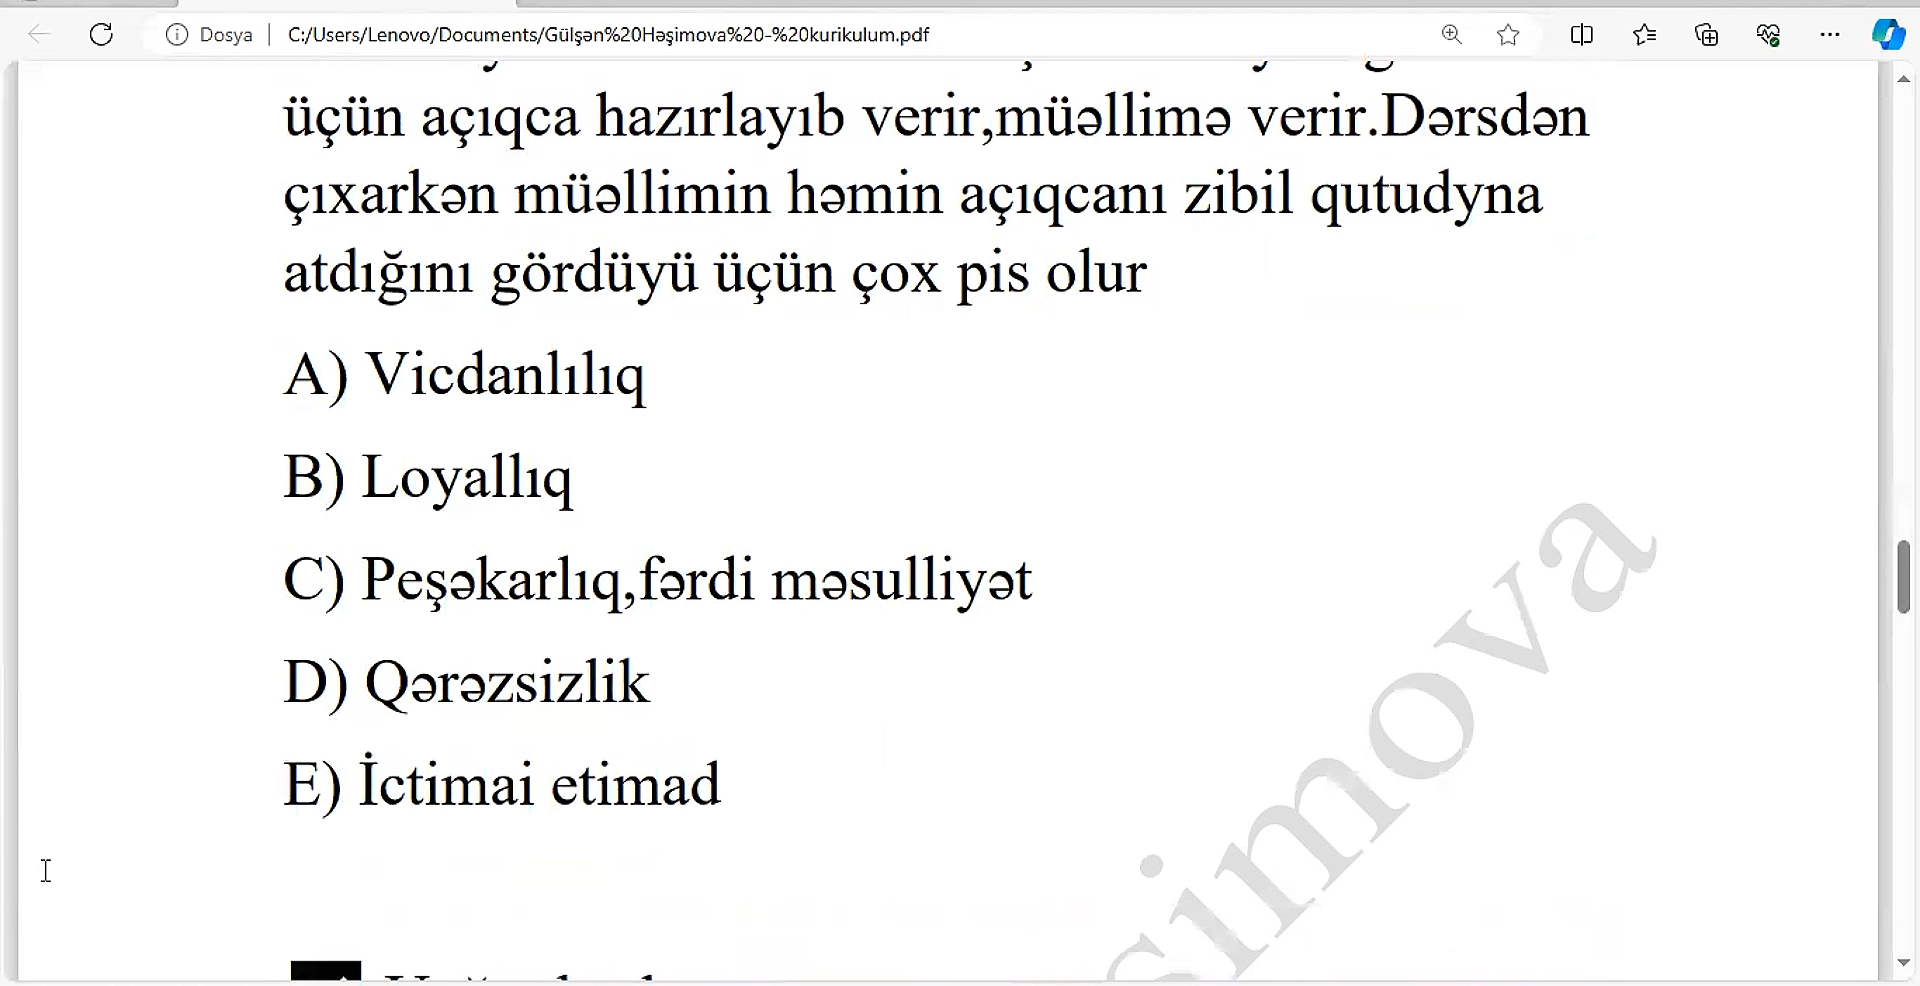 Dosya
C:/Users/Lenovo/Documents/Gülşən%20Həşimova%20-%20kurikulum.pdf
üçün açıqca hazırlayıb verir,müəllimə verir.Dərsdən
çıxarkən müəllimin həmin açıqcanı zibil qutudyna
atdığını gördüyü üçün çox pis olur
A) Vicdanlılıq
B) Loyallıq
C) Peşəkarlıq,fərdi məsulliyət
D) Qərəzsizlik
E) İctimai etimad
simova